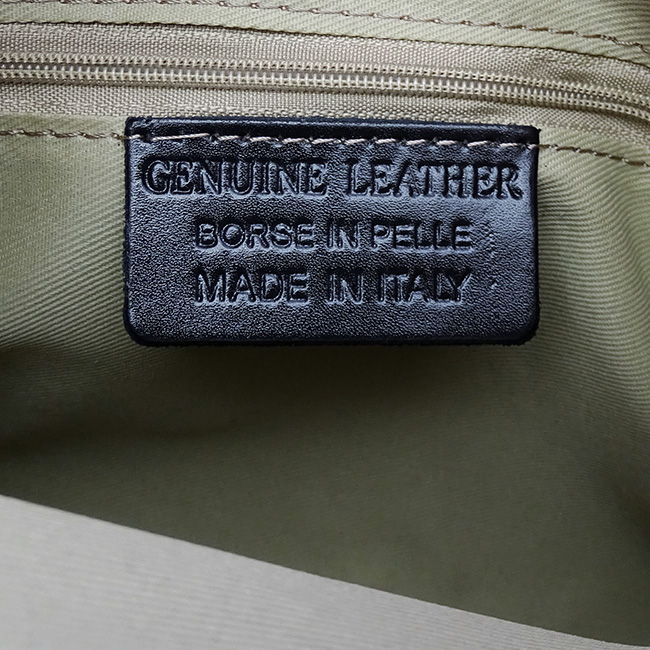 GENUINE LEATHER
BORSE IN PELLE
MADE IN ITALY